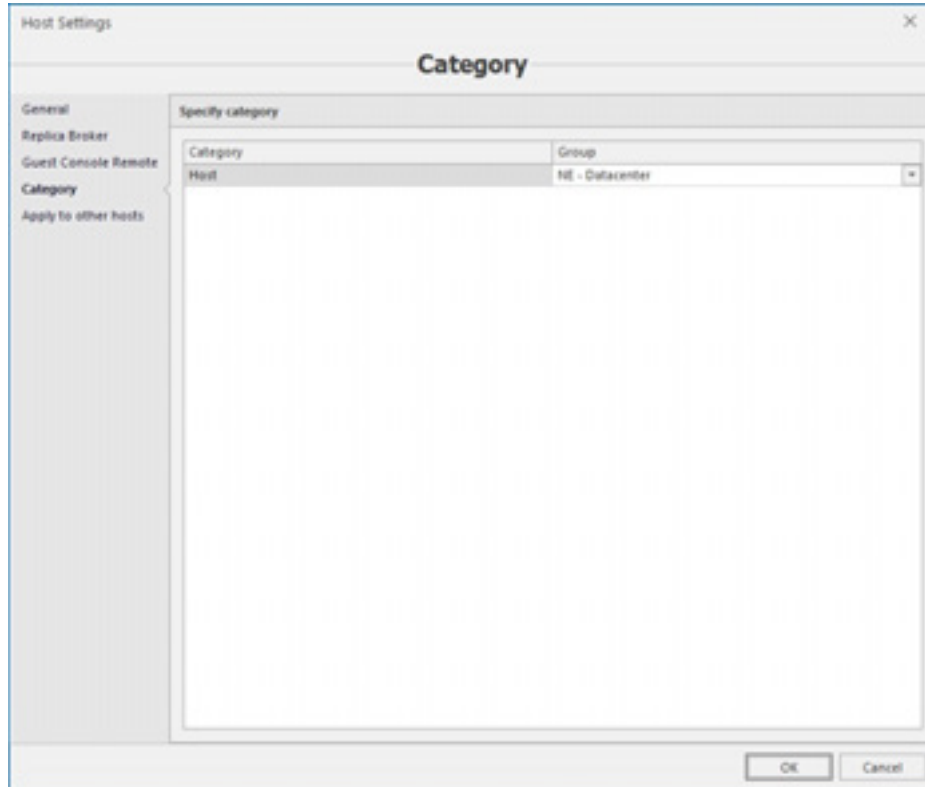 Host Settings
Category
General
Replica Broker
Guest Console Remote
Category
Apply to other hosts
Specify category
Category Group
Host NE - Datacenter
OK Cancel